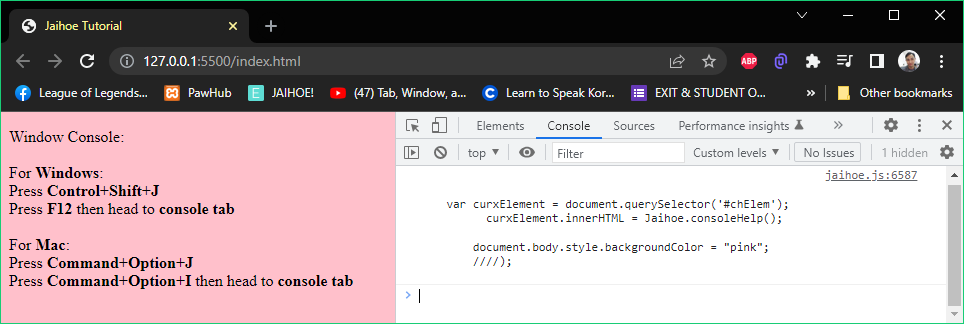 Jaihoe Tutorial
127.0.0.1:5500/index.html
ABP
League of Legends... PawHub JAIHOE! (47) Tab, Window, a... Learn to Speak Kor... EXIT & STUDENT O... » Other bookmarks
Window Console:
For Windows:
Press Control+Shift+J
Press F12 then head to console tab
For Mac:
Press Command+Option+J
Press Command+Option+I then head to console tab
Elements Console Sources Performance insights »
top Filter Custom levels No Issues 1 hidden
jaihoe.js:6587
var curxElement = document.querySelector('#chElem');
curxElement.innerHTML = Jaihoe.consoleHelp();
document.body.style.backgroundColor = "pink";
////);
>